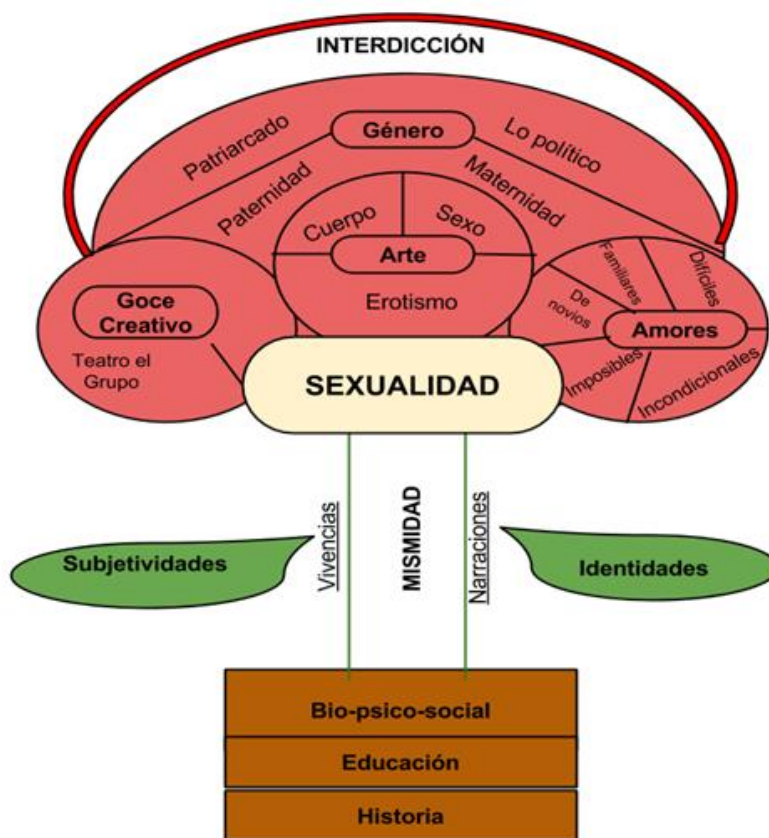 INTERDICCIÓN
Patriarcado
Género
Lo político
Paternidad
Maternidad
Cuerpo
Sexo
Arte
Erotismo
Goce
Creativo
Teatro el
Grupo
Familiares
Difíciles
De
novios
Amores
Imposibles
Incondicionales
SEXUALIDAD
Vivencias
MISMIDAD
Narraciones
Subjetividades
Identidades
Bio-psico-social
Educación
Historia